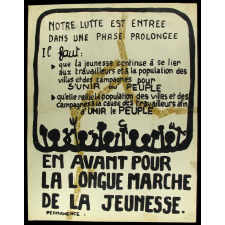 NOTRE LUTTE EST ENTREE
DANS UNE PHASE PROLONGEE
Il faut:
que la jeunesse continue à se lier
aux travailleurs et à la population des
villes et des campagnes pour
S'UNIR AU PEUPLE
qu'elle rallie la population des villes et des
campagnes à la cause des travailleurs afin
d'UNIR le PEUPLE
EN AVANT POUR
LA LONGUE MARCHE
DE LA JEUNESSE.
PERMANENCE :